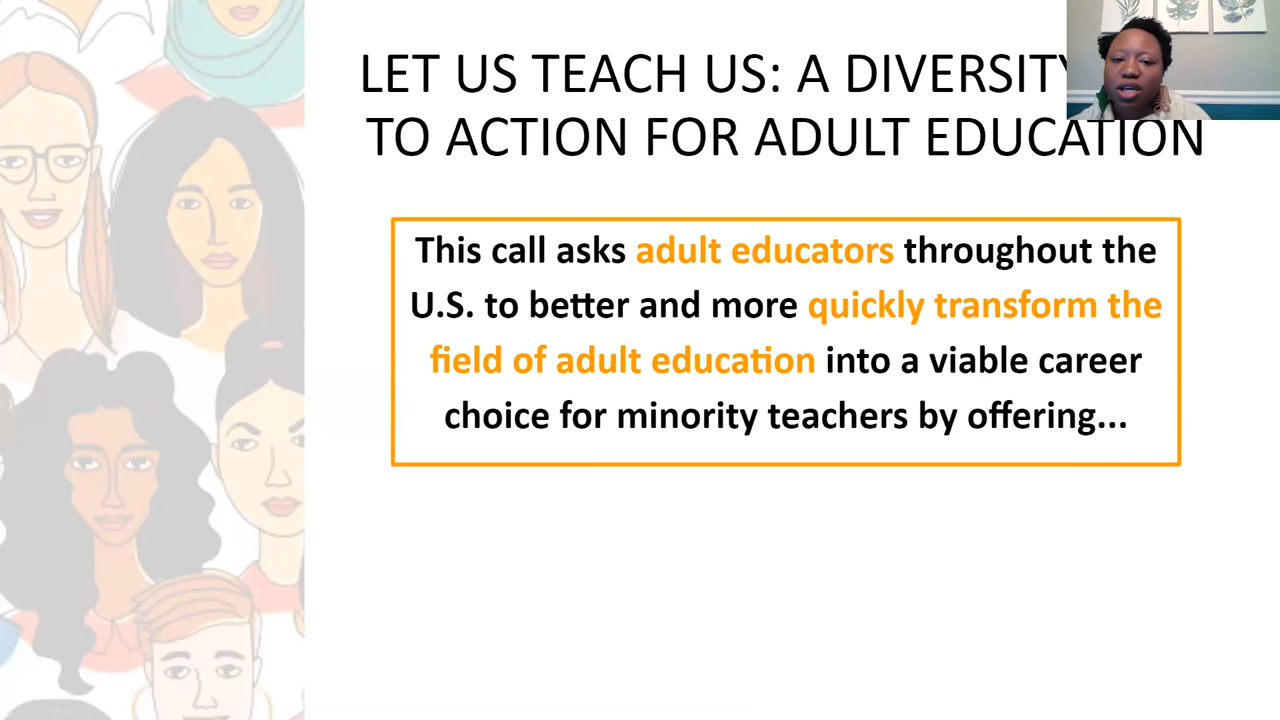 LET US TEACH US: A DIVERSITY
TO ACTION FOR ADULT EDUCATION
This call asks adult educators throughout the
U.S. to better and more quickly transform the
field of adult education into a viable career
choice for minority teachers by offering...